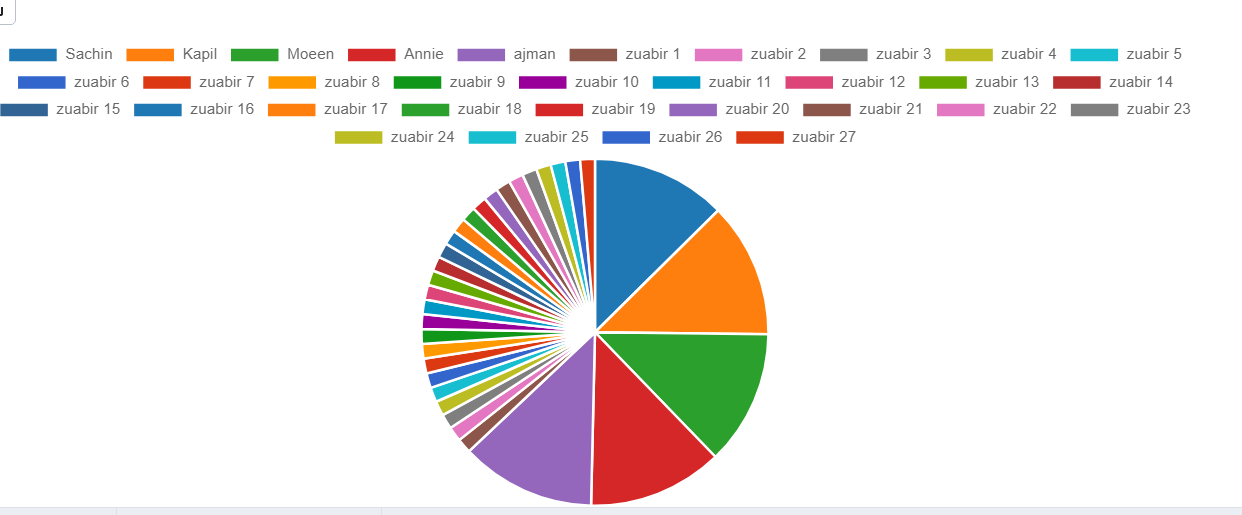 Sachin Kapil Moeen Annie ajman zuabir 1 zuabir 2 zuabir 3 zuabir 4 zuabir 5
zuabir 6 zuabir 7 zuabir 8 zuabir 9 zuabir 10 zuabir 11 zuabir 12 zuabir 13 zuabir 14
zuabir 15 zuabir 16 zuabir 17 zuabir 18 zuabir 19 zuabir 20 zuabir 21 zuabir 22 zuabir 23
zuabir 24 zuabir 25 zuabir 26 zuabir 27